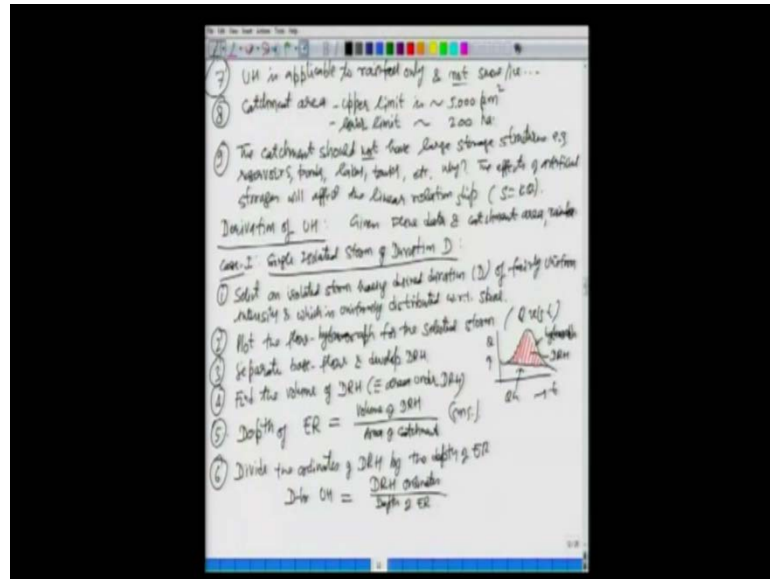 7 UH is applicable to rainfall only & not snow/ice...
8 Catchment area - upper limit is ~ 5000 km²
- lower limit ~ 200 ha.
9 The catchment should not have large storage structures e.g.
reservoirs, tanks, etc. why? The effects of artificial
storages will affect the linear relationship (S = KQ).
Derivation of UH: Given flow data & catchment area,
Case-I: Single Isolated Storm of Duration D:
1 Select an isolated storm having desired duration (D) of fairly uniform
intensity & which is uniformly distributed w.r.t. space.
2 Plot the flow-hydrograph for the selected storm (Q vs. t)
3 Separate base-flow & develop DRH
4 Find the volume of DRH (≡ area under DRH)
5 Depth of ER = Volume of DRH / Area of Catchment (cms.)
6 Divide the ordinates of DRH by the depth of ER
D-hr UH = DRH ordinates / Depth of ER
hydrograph
DRH
Q
t